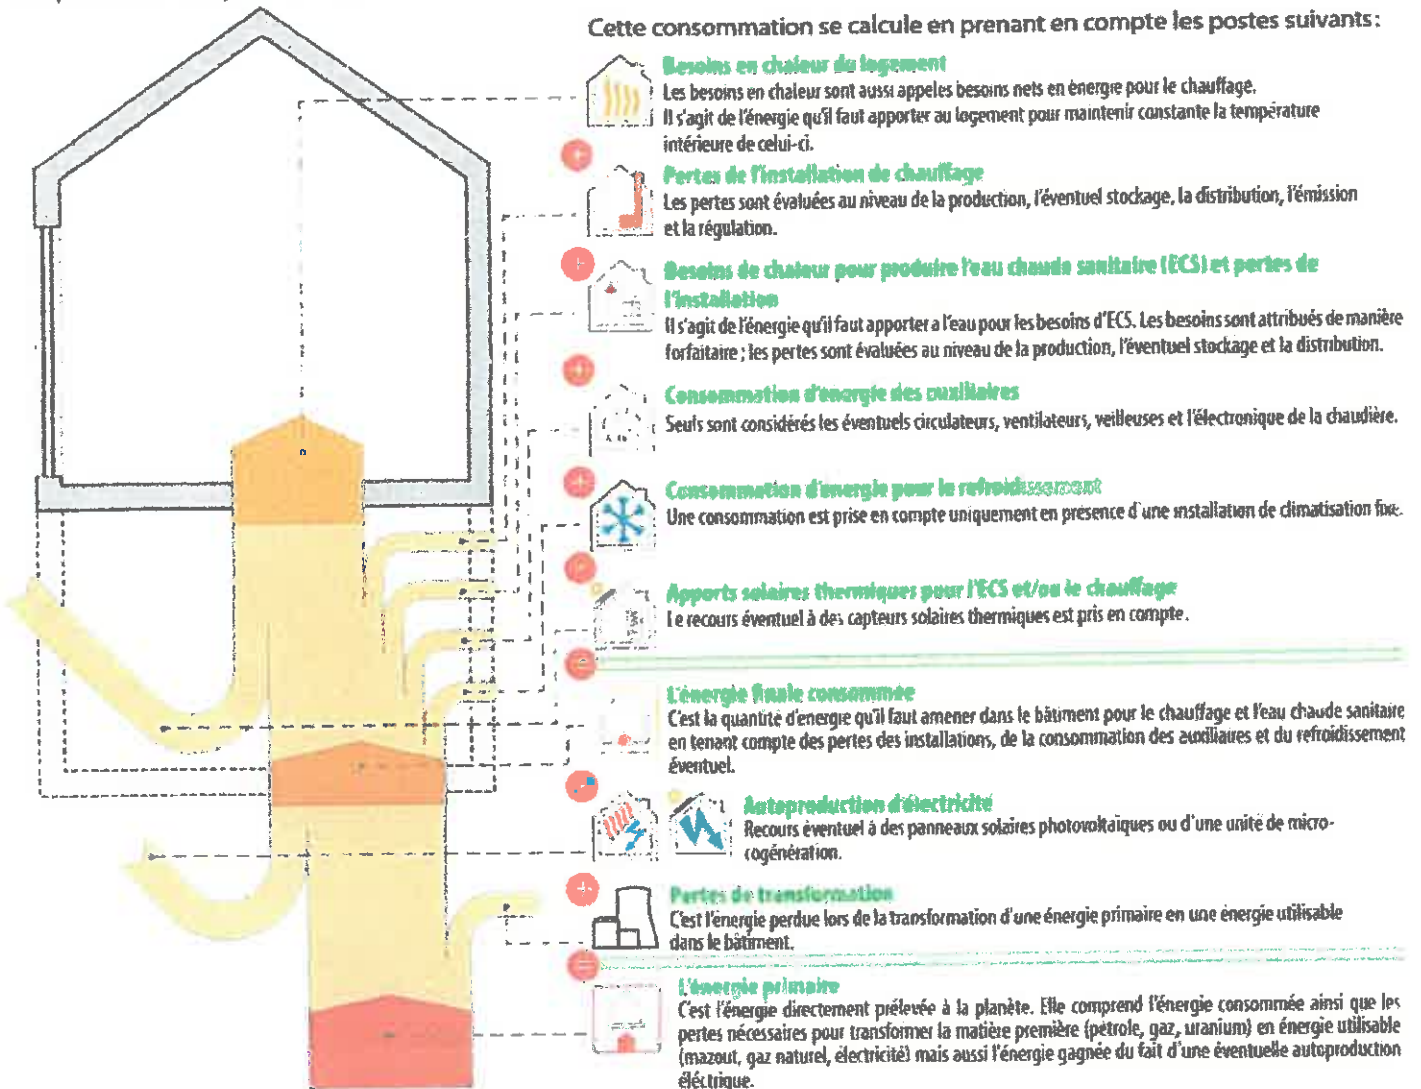 Cette consommation se calcule en prenant en compte les postes suivants:
Besoins en chaleur du logement
Les besoins en chaleur sont aussi appeles besoins nets en énergie pour le chauffage.
Il s'agit de l'énergie qu'il faut apporter au logement pour maintenir constante la température
intérieure de celui-ci.
+
Pertes de l'installation de chauffage
Les pertes sont évaluées au niveau de la production, l'éventuel stockage, la distribution, l'émission
et la régulation.
+
Besoins de chaleur pour produire l'eau chaude sanitaire (ECS) et pertes de
l'installation
Il s'agit de l'énergie qu'il faut apporter a l'eau pour les besoins d'ECS. Les besoins sont attribués de manière
forfaitaire ; les pertes sont évaluées au niveau de la production, l'éventuel stockage et la distribution.
+
Consommation d'énergie des auxiliaires
Seuls sont considérés les éventuels circulateurs, ventilateurs, veilleuses et l'électronique de la chaudière.
+
Consommation d'énergie pour le refroidissement
Une consommation est prise en compte uniquement en présence d'une installation de climatisation fixe.
Apports solaires thermiques pour l'ECS et/ou le chauffage
Le recours éventuel à des capteurs solaires thermiques est pris en compte.
=
L'énergie finale consommée
C'est la quantité d'énergie qu'il faut amener dans le bâtiment pour le chauffage et l'eau chaude sanitaire
en tenant compte des pertes des installations, de la consommation des auxiliaires et du refroidissement
éventuel.
Autoproduction d'électricité
Recours éventuel à des panneaux solaires photovoltaïques ou d'une unité de micro-
cogénération.
+
Pertes de transformation
C'est l'énergie perdue lors de la transformation d'une énergie primaire en une énergie utilisable
dans le bâtiment.
=
L'énergie primaire
C'est l'énergie directement prélevée à la planète. Elle comprend l'énergie consommée ainsi que les
pertes nécessaires pour transformer la matière première (pétrole, gaz, uranium) en énergie utilisable
(mazout, gaz naturel, électricité) mais aussi l'énergie gagnée du fait d'une éventuelle autoproduction
éléctrique.